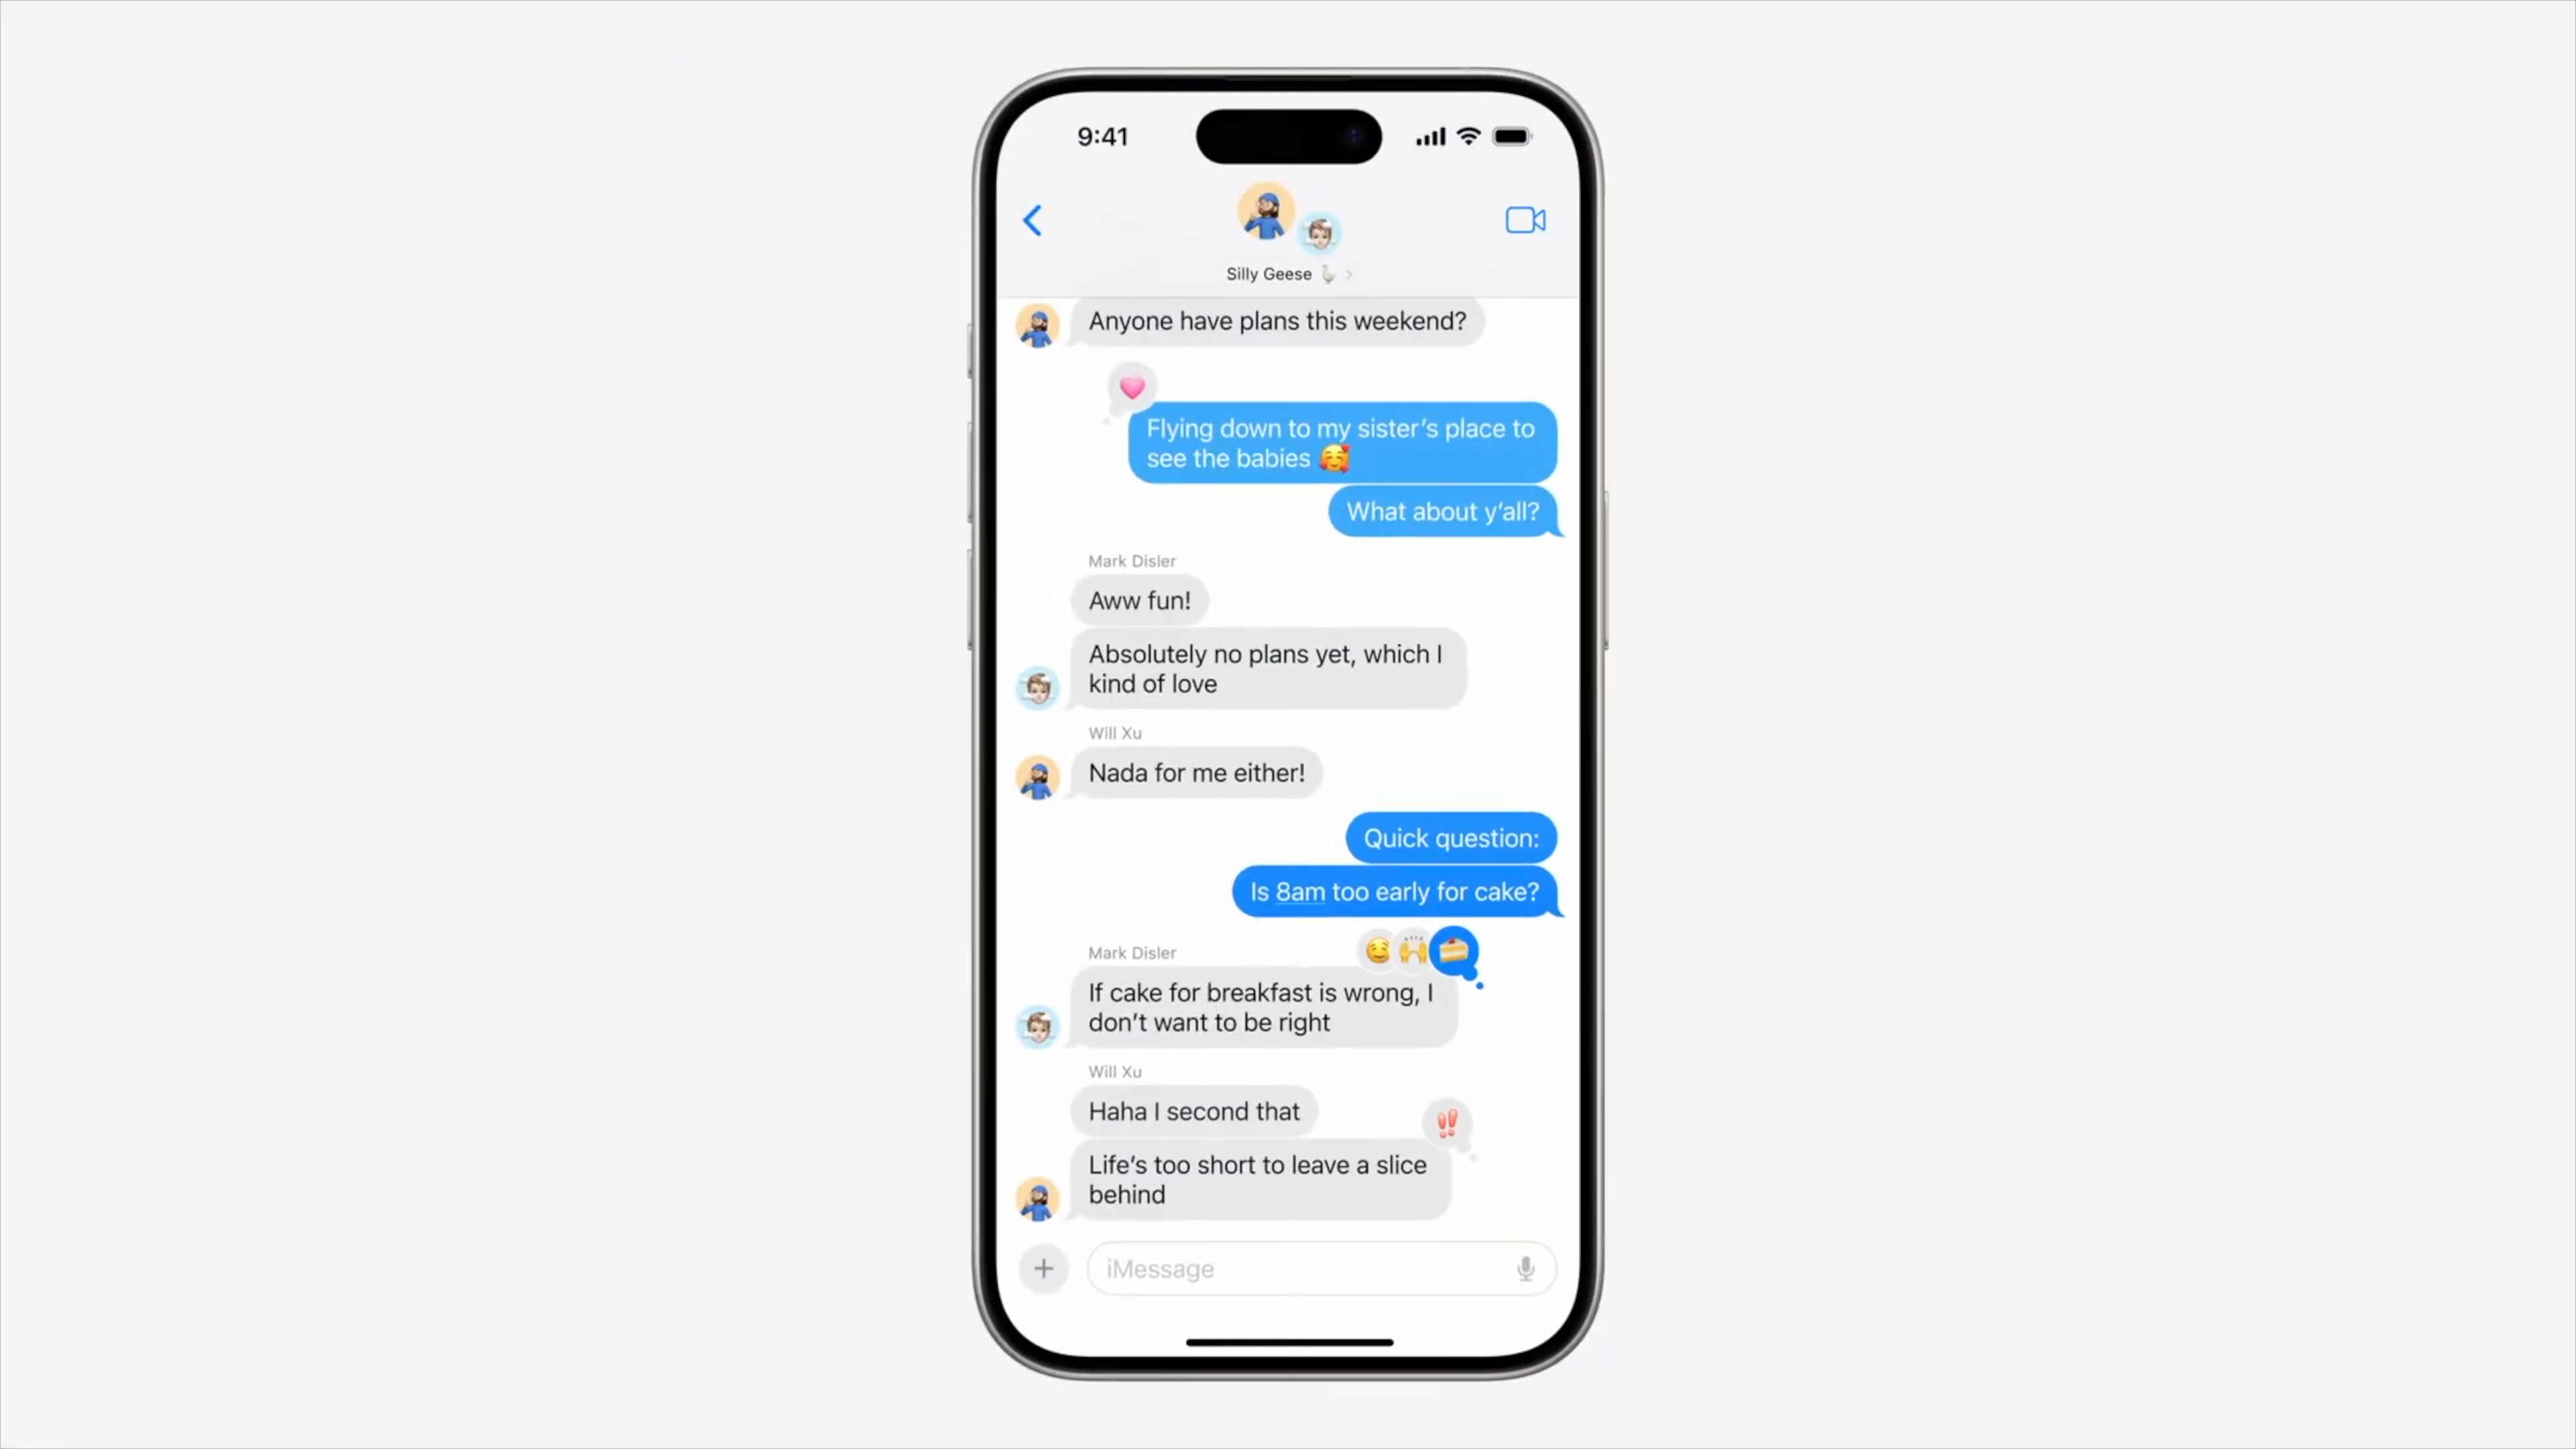 9:41
Silly Geese
Anyone have plans this weekend?
Flying down to my sister’s place to
see the babies 🥰
What about y’all?
Mark Disler
Aww fun!
Absolutely no plans yet, which I
kind of love
Will Xu
Nada for me either!
Quick question:
Is 8am too early for cake?
Mark Disler
If cake for breakfast is wrong, I
don’t want to be right
Will Xu
Haha I second that
Life’s too short to leave a slice
behind
iMessage